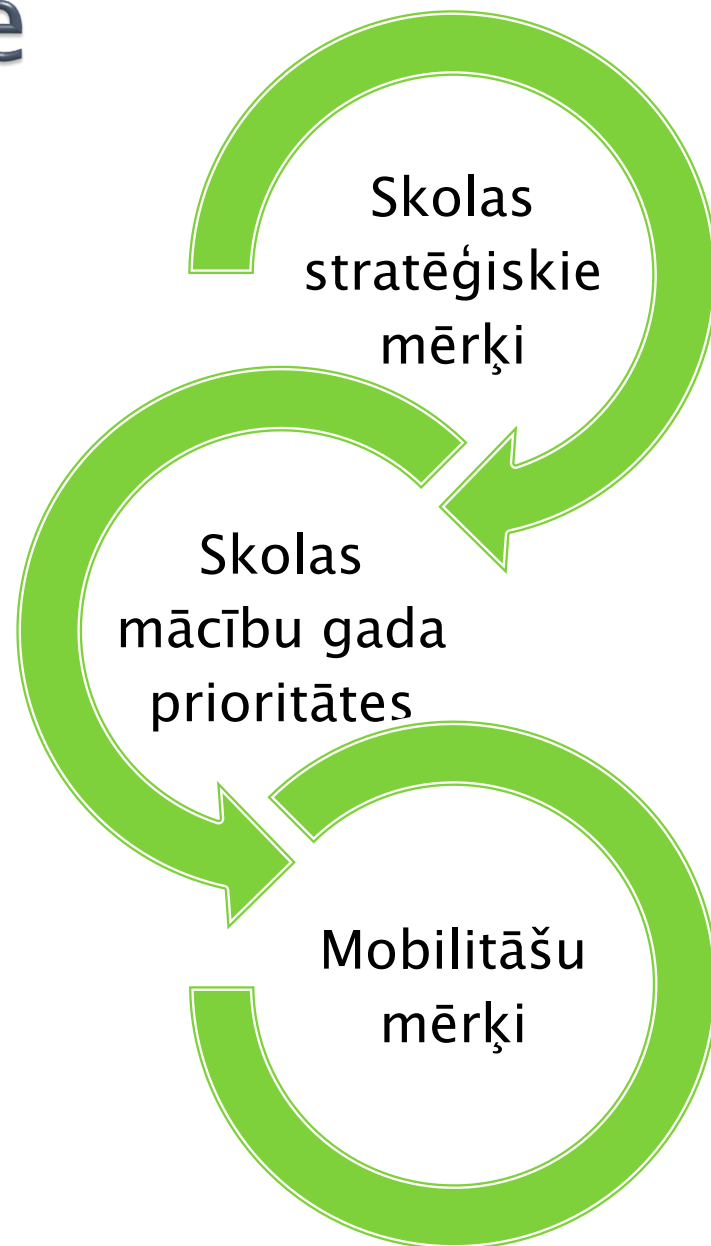 e
Skolas
stratēģiskie
mērķi
Skolas
mācību gada
prioritātes
Mobilitāšu
mērķi